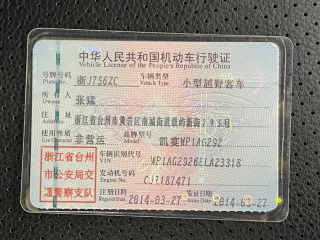 中华人民共和国机动车行驶证
Vehicle License of the People's Republic of China
号牌号码 Plate No. 浙J756ZC 车辆类型 Vehicle Type 小型越野客车
所有人 Owner 张猛
住址 Address 浙江省台州市黄岩区南城街道
使用性质 Use Character 非营运 品牌型号 Model 凯宴WP1AG292
浙江省台州市公安局交通警察支队
车辆识别代号 VIN WP1AG2926ELA23318
发动机号码 Engine No. CJT187471
注册日期 Register Date 2014-03-27 发证日期 Issue Date 2014-03-27